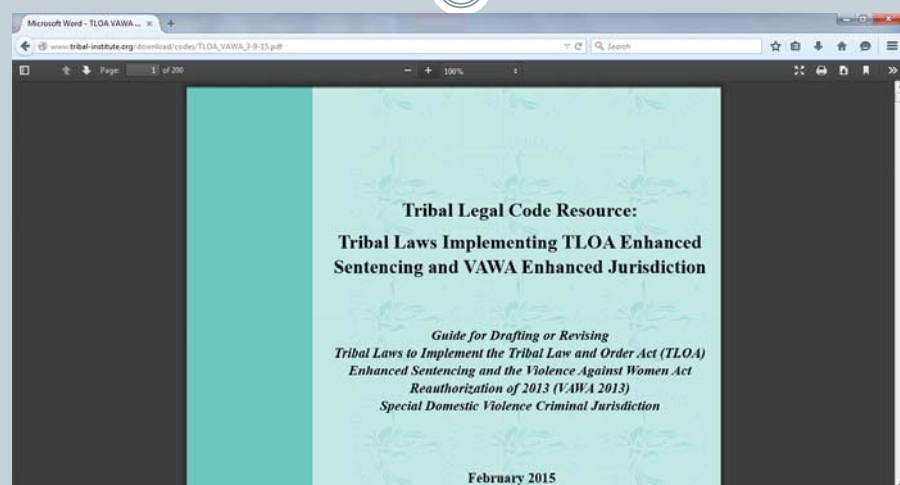 Microsoft Word - TLOA VAWA ...
www.tribal-institute.org/download/codes/TLOA_VAWA_3-9-15.pdf
Search
Page: 1 of 200
100%
Tribal Legal Code Resource:
Tribal Laws Implementing TLOA Enhanced
Sentencing and VAWA Enhanced Jurisdiction
Guide for Drafting or Revising
Tribal Laws to Implement the Tribal Law and Order Act (TLOA)
Enhanced Sentencing and the Violence Against Women Act
Reauthorization of 2013 (VAWA 2013)
Special Domestic Violence Criminal Jurisdiction
February 2015